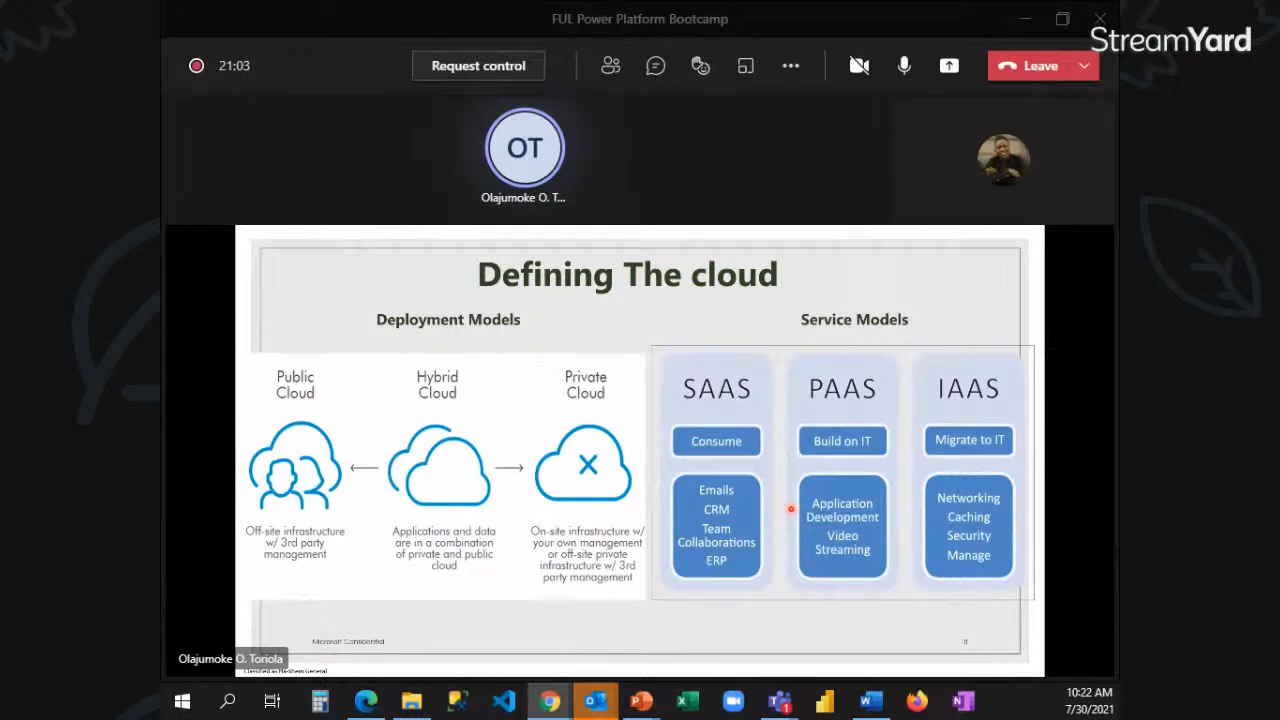 FUL Power Platform Bootcamp
StreamYard
21:03
Request control
Leave
OT
Olajumoke O. T...
Defining The cloud
Deployment Models
Service Models
Public
Cloud
Hybrid
Cloud
Private
Cloud
Off-site infrastructure
w/ 3rd party
management
Applications and data
are in a combination
of private and public
cloud
On-site infrastructure w/
your own management
or off-site private
infrastructure w/ 3rd
party management
SAAS
Consume
Emails
CRM
Team
Collaborations
ERP
PAAS
Build on IT
Application
Development
Video
Streaming
IAAS
Migrate to IT
Networking
Caching
Security
Manage
Microsoft Confidential
8
Olajumoke O. Toriola
Classified as
General
10:22 AM
7/30/2021